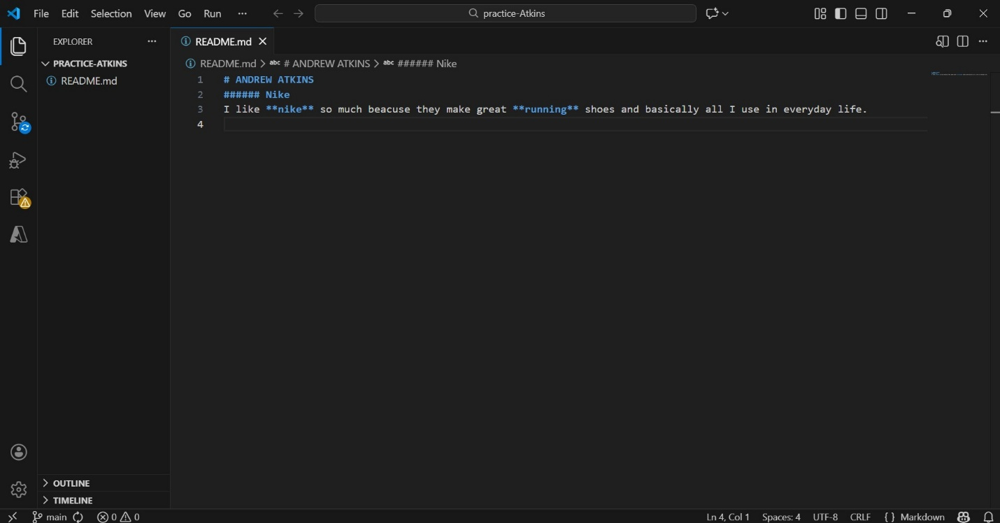 File Edit Selection View Go Run ··· practice-Atkins
EXPLORER ···
PRACTICE-ATKINS
README.md
README.md
README.md > abc # ANDREW ATKINS > abc ###### Nike
1 # ANDREW ATKINS
2 ###### Nike
3 I like **nike** so much beacuse they make great **running** shoes and basically all I use in everyday life.
4
OUTLINE
TIMELINE
main 0 0 Ln 4, Col 1 Spaces: 4 UTF-8 CRLF { } Markdown